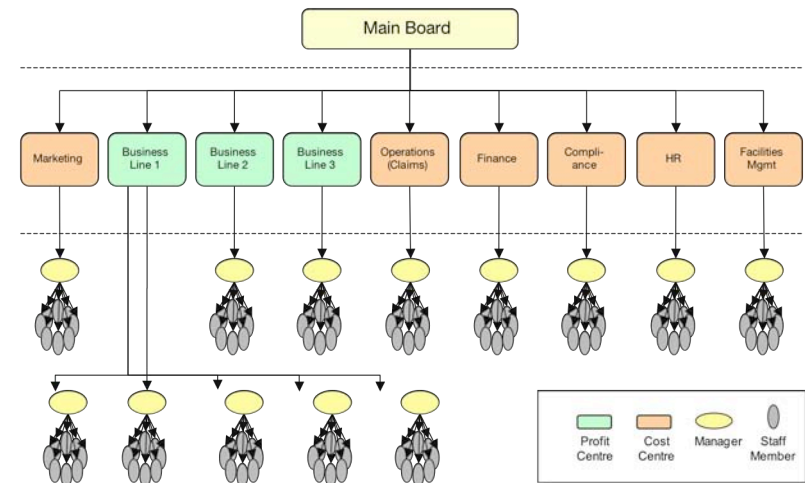 Main Board
Marketing
Business
Line 1
Business
Line 2
Business
Line 3
Operations
(Claims)
Finance
Compli-
ance
HR
Facilities
Mgmt
Profit
Centre
Cost
Centre
Manager
Staff
Member